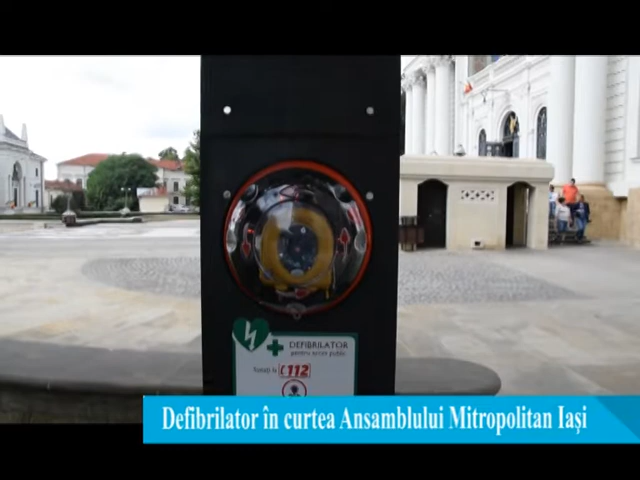 DEFIBRILATOR
pentru acces public
Sunați la 112
Defibrilator în curtea Ansamblului Mitropolitan Iași